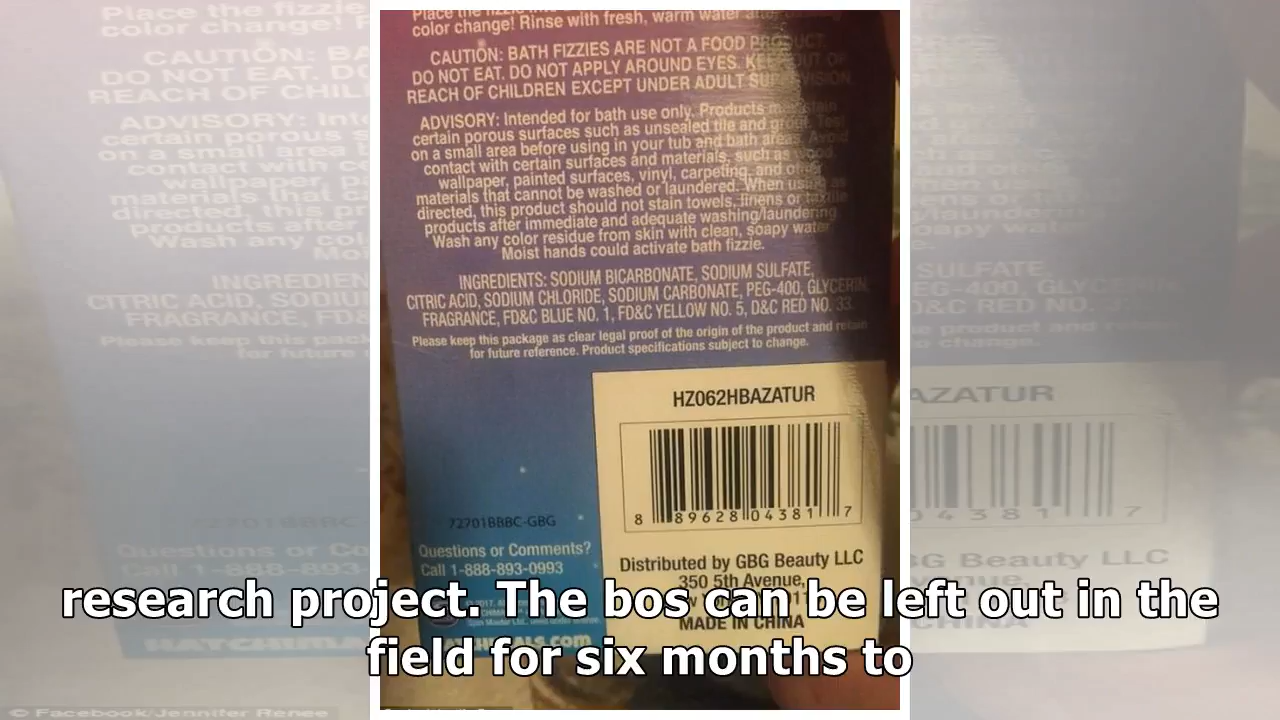 Place the fizzie into
color change! Rinse with fresh, warm water after
CAUTION: BATH FIZZIES ARE NOT A FOOD PRODUCT.
DO NOT EAT. DO NOT APPLY AROUND EYES. KEEP OUT OF
REACH OF CHILDREN EXCEPT UNDER ADULT SUPERVISION.
ADVISORY: Intended for bath use only. Products may stain
certain porous surfaces such as unsealed tile and grout. Test
on a small area before using in your tub and bath areas. Avoid
contact with certain surfaces and materials, such as wood,
wallpaper, painted surfaces, vinyl, carpeting, and other
materials that cannot be washed or laundered. When using as
directed, this product should not stain towels, linens or textile
products after immediate and adequate washing/laundering.
Wash any color residue from skin with clean, soapy water.
Moist hands could activate bath fizzie.
INGREDIENTS: SODIUM BICARBONATE, SODIUM SULFATE,
CITRIC ACID, SODIUM CHLORIDE, SODIUM CARBONATE, PEG-400, GLYCERIN,
FRAGRANCE, FD&C BLUE NO. 1, FD&C YELLOW NO. 5, D&C RED NO. 33.
Please keep this package as clear legal proof of the origin of the product and retain
for future reference. Product specifications subject to change.
HZ062HBAZATUR
8 89628 04381 7
72701BBBC-GBG
Questions or Comments?
Call 1-888-893-0993
Distributed by GBG Beauty LLC
350 5th Avenue,
MADE IN CHINA
research project. The bos can be left out in the
field for six months to
© Facebook/Jennifer Renee